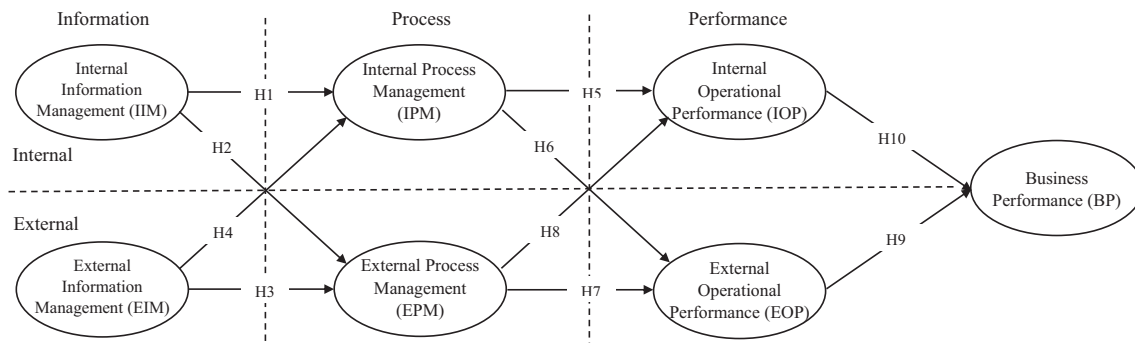 Information
Process
Performance
Internal
Information
Management (IIM)
H1
Internal Process
Management
(IPM)
H5
Internal
Operational
Performance (IOP)
H2
H6
H10
Internal
Business
Performance (BP)
External
H4
H8
H9
External
Information
Management (EIM)
H3
External Process
Management
(EPM)
H7
External
Operational
Performance (EOP)